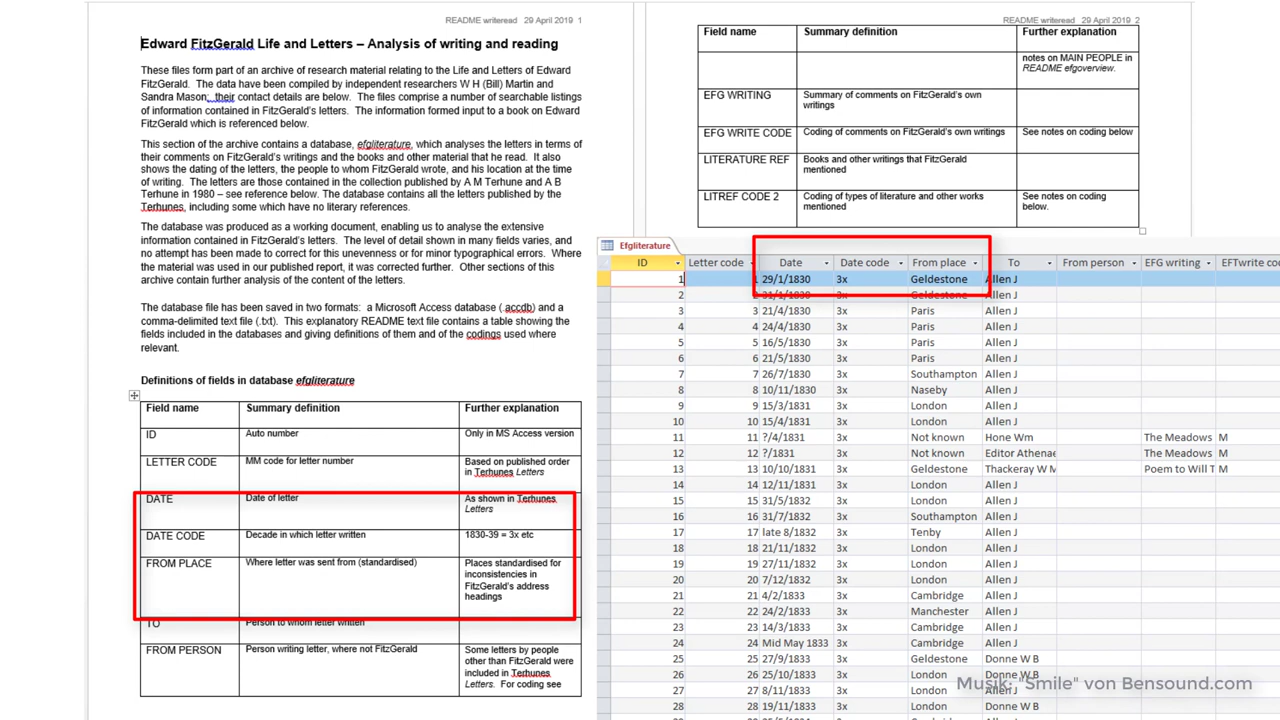 README writeread   29 April 2019   1
Edward FitzGerald Life and Letters – Analysis of writing and reading
These files form part of an archive of research material relating to the Life and Letters of Edward
FitzGerald.  The data have been compiled by independent researchers W H (Bill) Martin and
Sandra Mason;  their contact details are below.  The files comprise a number of searchable listings
of information contained in FitzGerald's letters.  The information formed input to a book on Edward
FitzGerald which is referenced below.
This section of the archive contains a database, efgliterature, which analyses the letters in terms of
their comments on FitzGerald's writings and the books and other material that he read.  It also
shows the dating of the letters, the people to whom FitzGerald wrote, and his location at the time
of writing.  The letters are those contained in the collection published by A M Terhune and A B
Terhune in 1980 – see reference below. The database contains all the letters published by the
Terhunes, including some which have no literary references.
The database was produced as a working document, enabling us to analyse the extensive
information contained in FitzGerald's letters.  The level of detail shown in many fields varies, and
no attempt has been made to correct for this unevenness or for minor typographical errors.  Where
the material was used in our published report, it was corrected further.  Other sections of this
archive contain further analysis of the content of the letters.
The database file has been saved in two formats:  a Microsoft Access database (.accdb) and a
comma-delimited text file (.txt).  This explanatory README text file contains a table showing the
fields included in the databases and giving definitions of them and of the codings used where
relevant.
Definitions of fields in database efgliterature
Field name   Summary definition   Further explanation
ID   Auto number   Only in MS Access version
LETTER CODE   MM code for letter number   Based on published order
in Terhunes Letters
DATE   Date of letter   As shown in Terhunes
Letters
DATE CODE   Decade in which letter written   1830-39 = 3x etc
FROM PLACE   Where letter was sent from (standardised)   Places standardised for
inconsistencies in
FitzGerald's address
headings
TO   Person to whom letter written
FROM PERSON   Person writing letter, where not FitzGerald   Some letters by people
other than FitzGerald were
included in Terhunes
Letters.  For coding see
README writeread   29 April 2019   2
Field name   Summary definition   Further explanation
notes on MAIN PEOPLE in
README efgoverview.
EFG WRITING   Summary of comments on FitzGerald's own
writings
EFG WRITE CODE   Coding of comments on FitzGerald's own writings   See notes on coding below
LITERATURE REF   Books and other writings that FitzGerald
mentioned
LITREF CODE 2   Coding of types of literature and other works
mentioned   See notes on coding
below.
Efgliterature
ID   Letter code   Date   Date code   From place   To   From person   EFG writing   EFTwrite cod
1   1   29/1/1830   3x   Geldestone   Allen J
2   2   21/1/1830   3x   Geldestone   Allen J
3   3   21/4/1830   3x   Paris   Allen J
4   4   24/4/1830   3x   Paris   Allen J
5   5   16/5/1830   3x   Paris   Allen J
6   6   21/5/1830   3x   Paris   Allen J
7   7   26/7/1830   3x   Southampton   Allen J
8   8   10/11/1830   3x   Naseby   Allen J
9   9   15/3/1831   3x   London   Allen J
10   10   15/4/1831   3x   London   Allen J
11   11   ?/4/1831   3x   Not known   Hone Wm   The Meadows   M
12   12   ?/1831   3x   Not known   Editor Athenae   The Meadows   M
13   13   10/10/1831   3x   Geldestone   Thackeray W M   Poem to Will T   M
14   14   12/11/1831   3x   London   Allen J
15   15   31/5/1832   3x   London   Allen J
16   16   31/7/1832   3x   Southampton   Allen J
17   17   late 8/1832   3x   Tenby   Allen J
18   18   21/11/1832   3x   London   Allen J
19   19   27/11/1832   3x   London   Allen J
20   20   7/12/1832   3x   London   Allen J
21   21   4/2/1833   3x   Cambridge   Allen J
22   22   24/2/1833   3x   Manchester   Allen J
23   23   14/3/1833   3x   Cambridge   Allen J
24   24   Mid May 1833   3x   Cambridge   Allen J
25   25   27/9/1833   3x   Geldestone   Donne W B
26   26   25/10/1833   3x   London   Donne W B
27   27   8/11/1833   3x   London   Allen J
28   28   19/11/1833   3x   London   Donne W B
Musik: "Smile" von Bensound.com